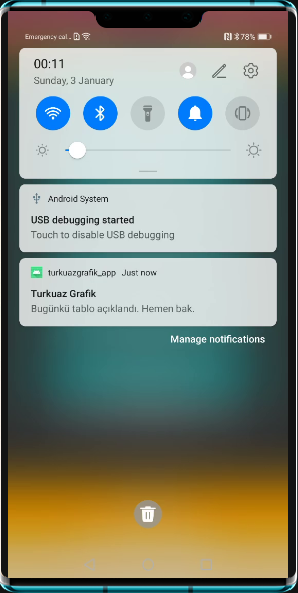 Emergency cal...
78%
00:11
Sunday, 3 January
Android System
USB debugging started
Touch to disable USB debugging
turkuazgrafik_app Just now
Turkuaz Grafik
Bugünkü tablo açıklandı. Hemen bak.
Manage notifications